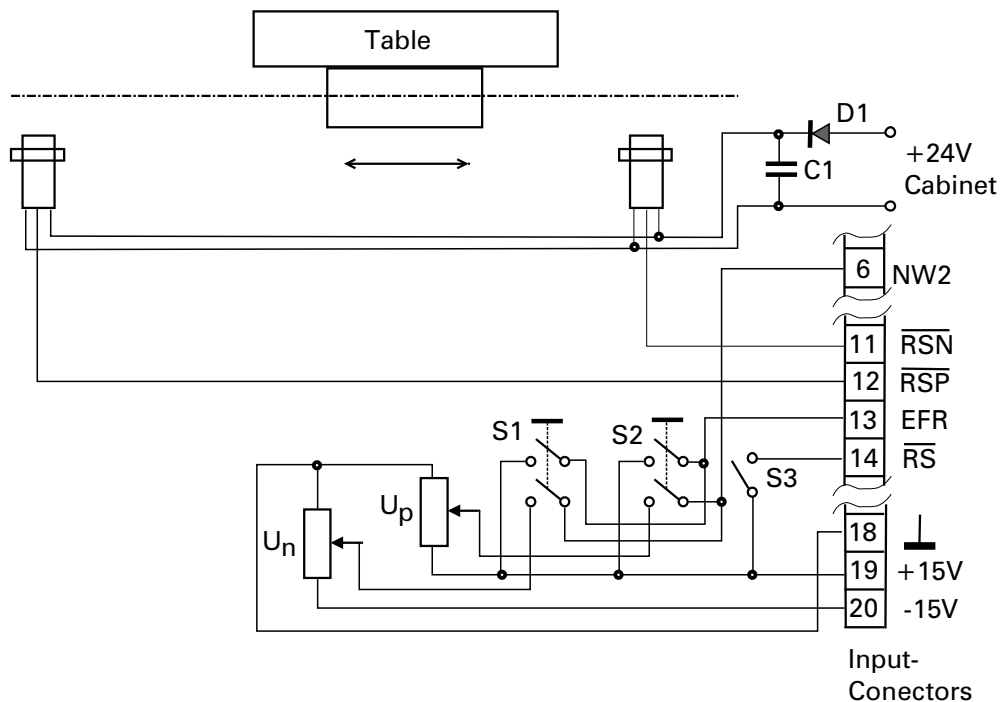 Table
D1
+24V
Cabinet
C1
6 NW2
11 RSN
12 RSP
13 EFR
S1
S2
14 RS
S3
Up
Un
18
19 +15V
20 -15V
Input-
Conectors